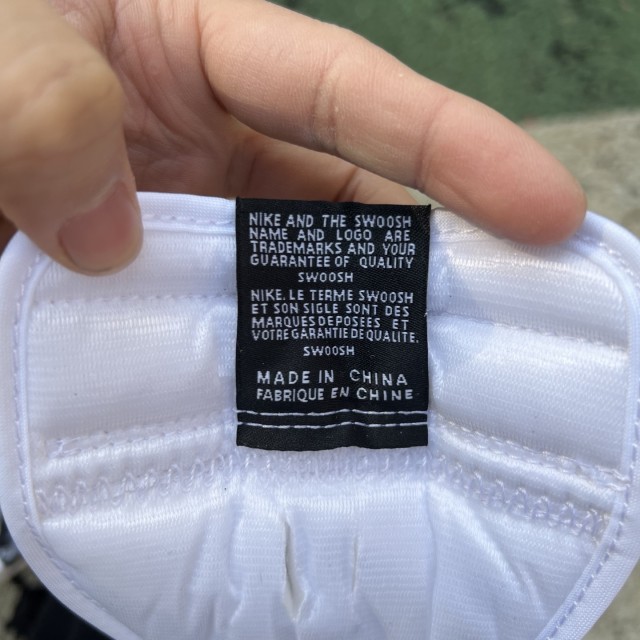 NIKE AND THE SWOOSH
NAME AND LOGO ARE
TRADEMARKS AND YOUR
GUARANTEE OF QUALITY
SWOOSH
NIKE. LE TERME SWOOSH
ET SON SIGLE SONT DES
MARQUES DEPOSEES ET
VOTRE GARANTIE DE QUALITE.
SWOOSH
MADE IN CHINA
FABRIQUE EN CHINE